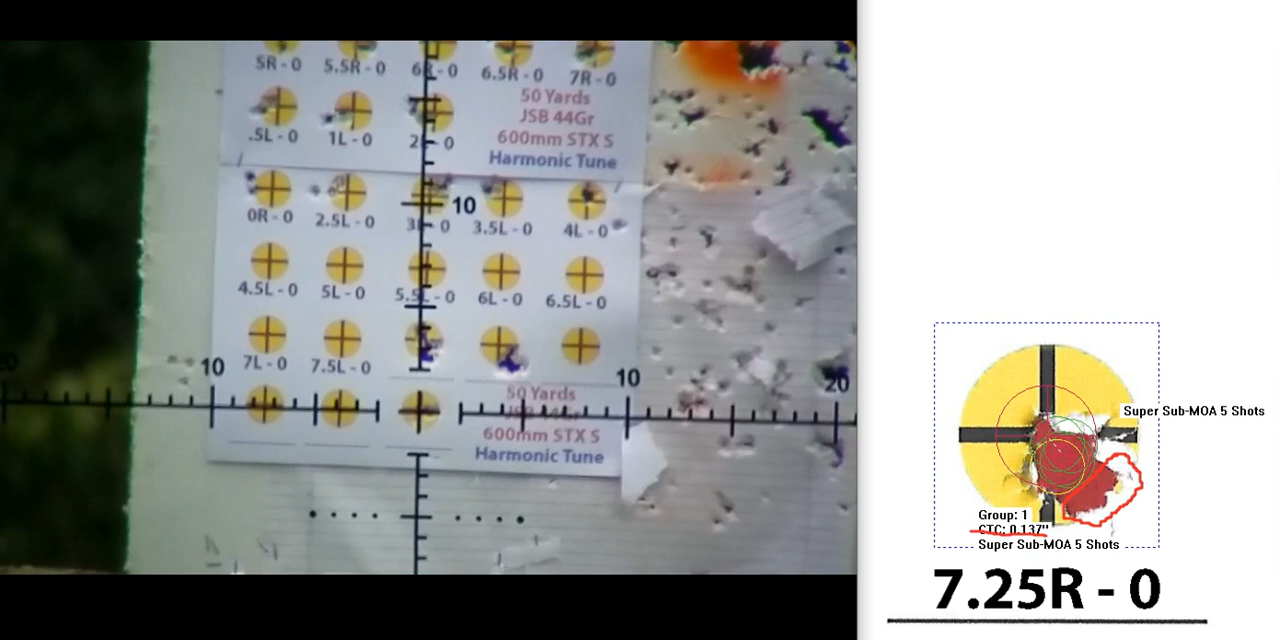 5R - 0 5.5R - 0 6R - 0 6.5R - 0 7R - 0
50 Yards
JSB 44Gr
.5L - 0 1L - 0 2L - 0 600mm STX S
Harmonic Tune
10
0R - 0 2.5L - 0 3L - 0 3.5L - 0 4L - 0
4.5L - 0 5L - 0 5.5L - 0 6L - 0 6.5L - 0
7L - 0 7.5L - 0
20 10 10 20
50 Yards
JSB 44Gr
600mm STX S
Harmonic Tune
Super Sub-MOA 5 Shots
Group: 1
CTC: 0.137"
Super Sub-MOA 5 Shots
7.25R - 0